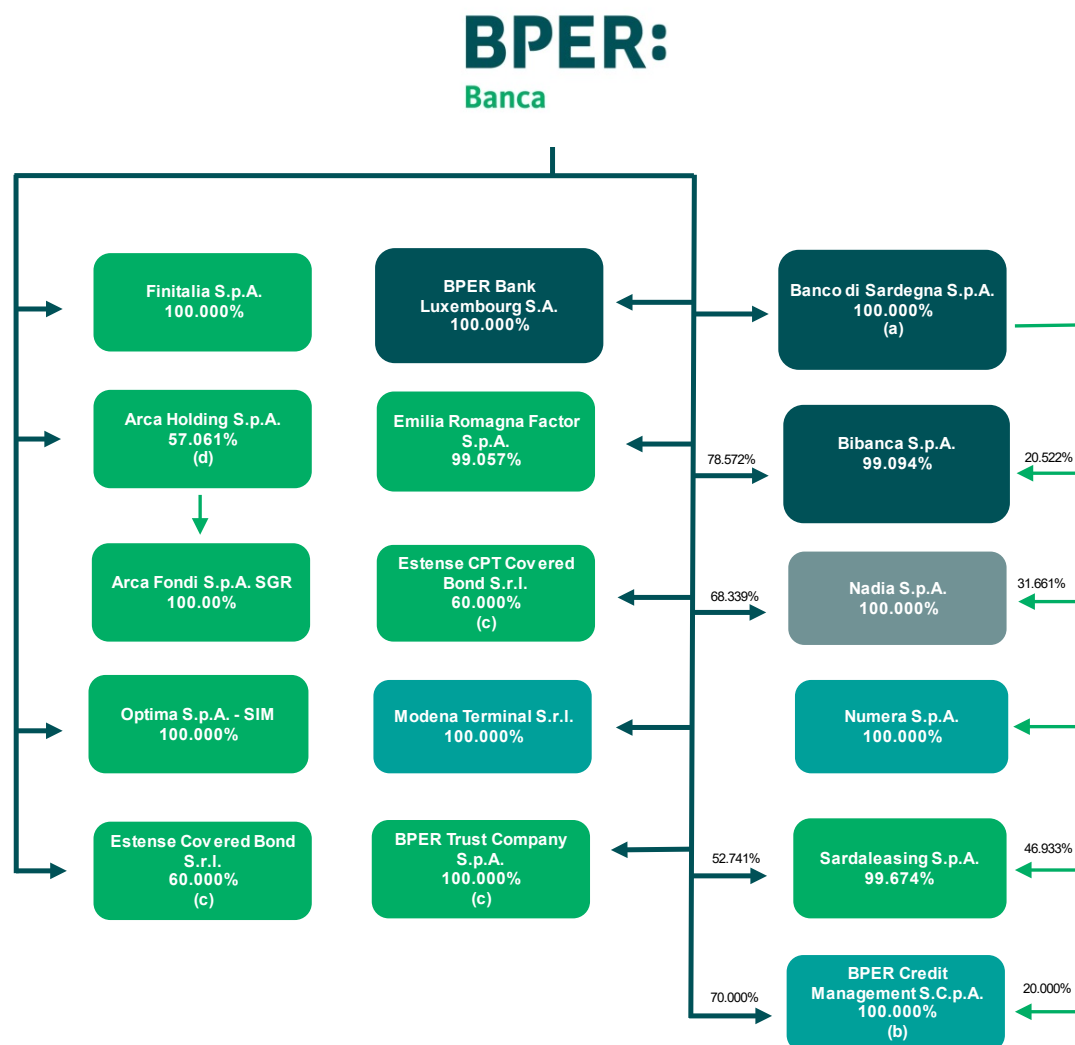 BPER:
Banca
Finitalia S.p.A.
100.000%
BPER Bank
Luxembourg S.A.
100.000%
Banco di Sardegna S.p.A.
100.000%
(a)
Arca Holding S.p.A.
57.061%
(d)
Emilia Romagna Factor
S.p.A.
99.057%
78.572%
Bibanca S.p.A.
99.094%
20.522%
Arca Fondi S.p.A. SGR
100.00%
Estense CPT Covered
Bond S.r.l.
60.000%
(c)
68.339%
Nadia S.p.A.
100.000%
31.661%
Optima S.p.A. - SIM
100.000%
Modena Terminal S.r.l.
100.000%
Numera S.p.A.
100.000%
Estense Covered Bond
S.r.l.
60.000%
(c)
BPER Trust Company
S.p.A.
100.000%
(c)
52.741%
Sardaleasing S.p.A.
99.674%
46.933%
70.000%
BPER Credit
Management S.C.p.A.
100.000%
(b)
20.000%